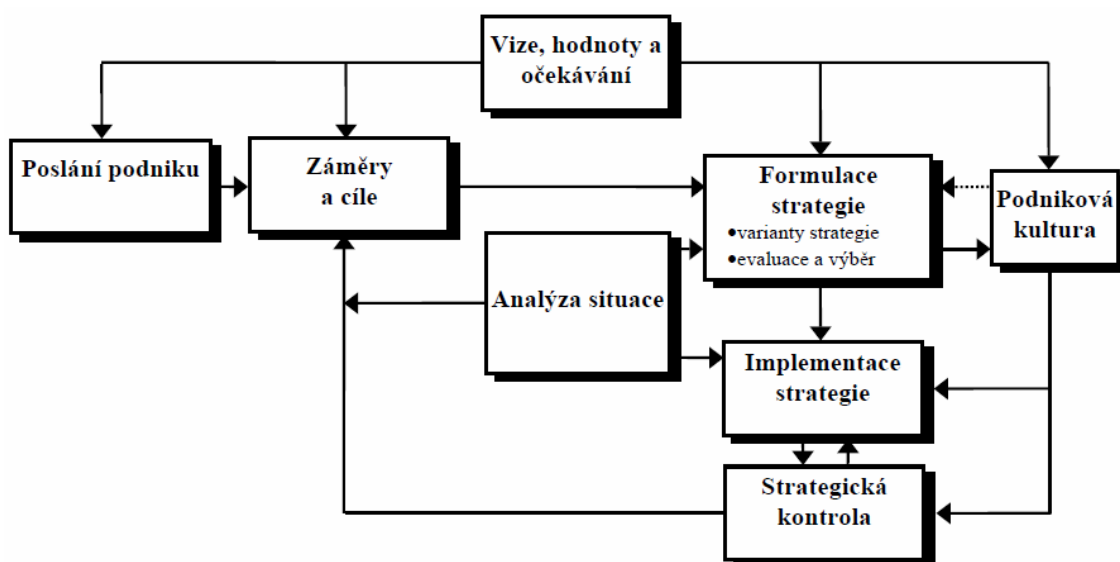 Vize, hodnoty a
očekávání
Poslání podniku
Záměry
a cíle
Formulace
strategie
•varianty strategie
•evaluace a výběr
Podniková
kultura
Analýza situace
Implementace
strategie
Strategická
kontrola